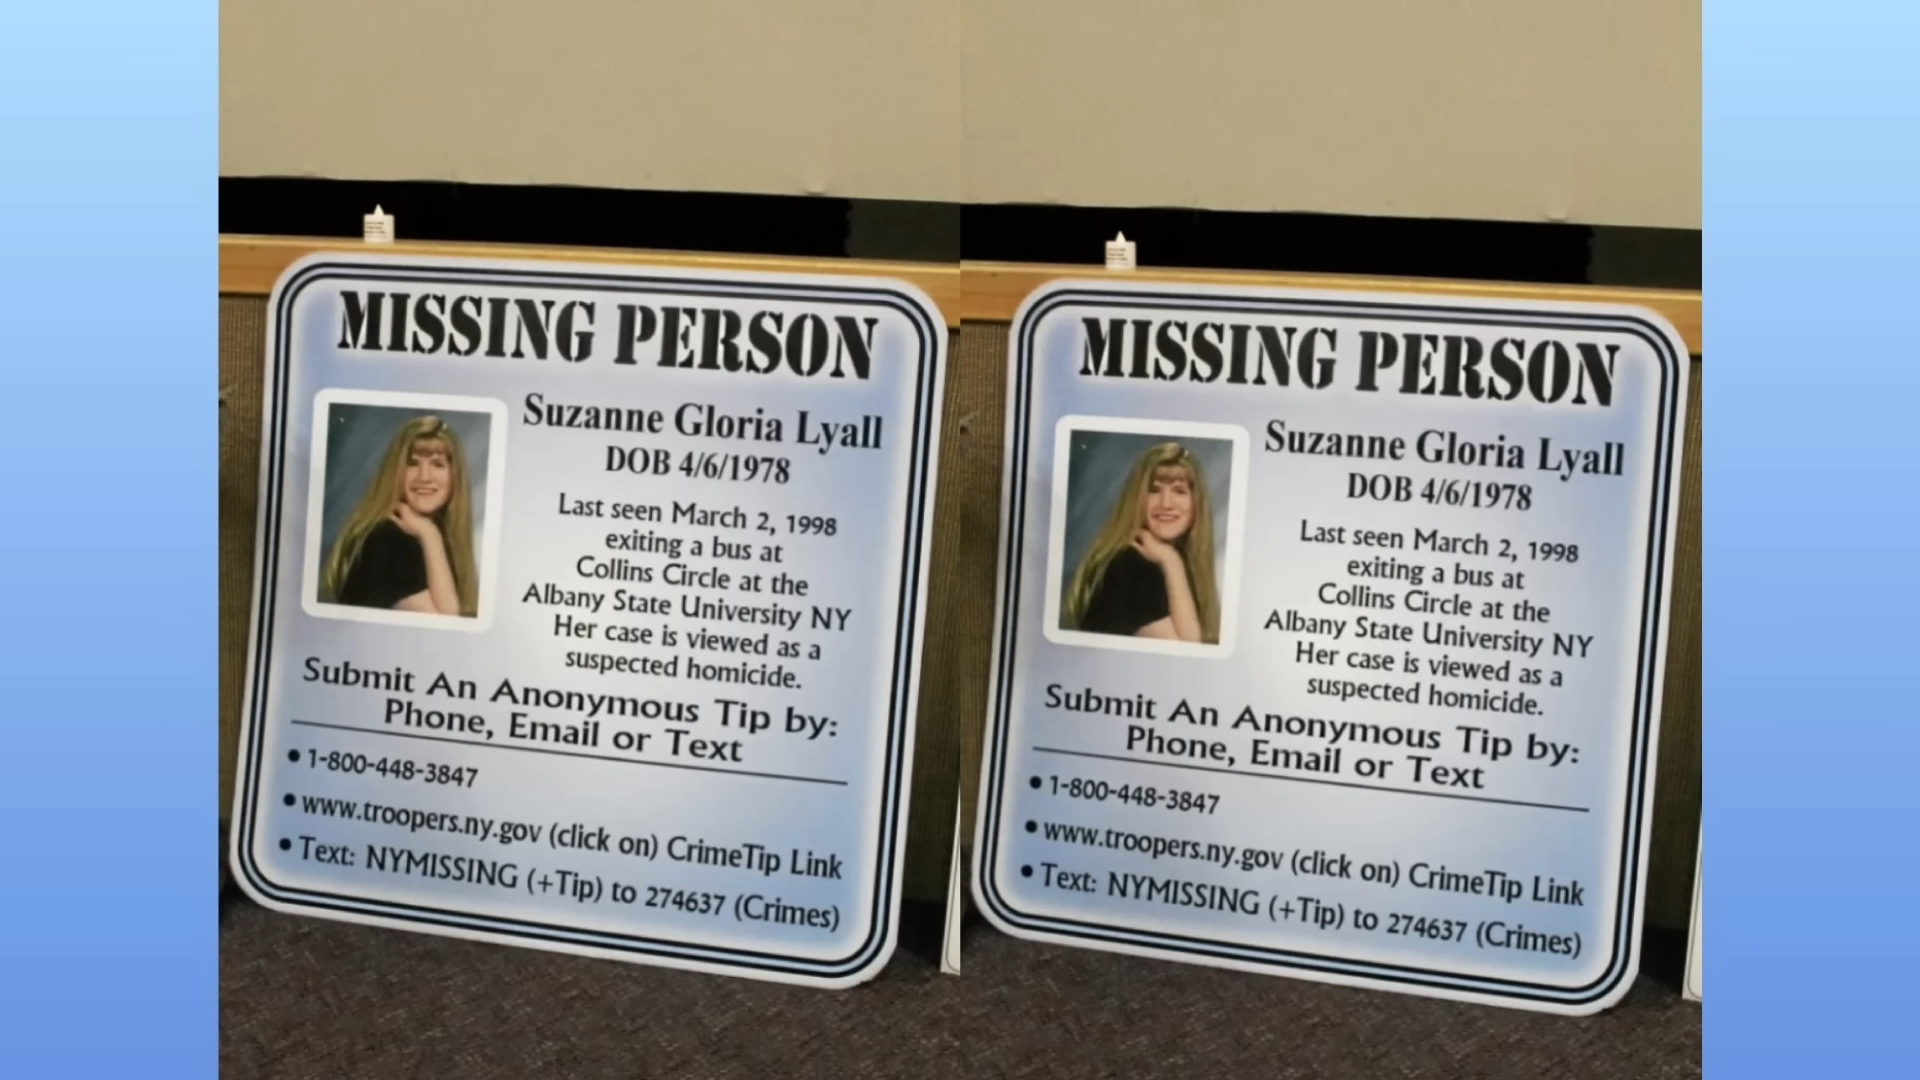 MISSING PERSON
Suzanne Gloria Lyall
DOB 4/6/1978
Last seen March 2, 1998
exiting a bus at
Collins Circle at the
Albany State University NY
Her case is viewed as a
suspected homicide.
Submit An Anonymous Tip by:
Phone, Email or Text
• 1-800-448-3847
• www.troopers.ny.gov (click on) CrimeTip Link
• Text: NYMISSING (+Tip) to 274637 (Crimes)
MISSING PERSON
Suzanne Gloria Lyall
DOB 4/6/1978
Last seen March 2, 1998
exiting a bus at
Collins Circle at the
Albany State University NY
Her case is viewed as a
suspected homicide.
Submit An Anonymous Tip by:
Phone, Email or Text
• 1-800-448-3847
• www.troopers.ny.gov (click on) CrimeTip Link
• Text: NYMISSING (+Tip) to 274637 (Crimes)